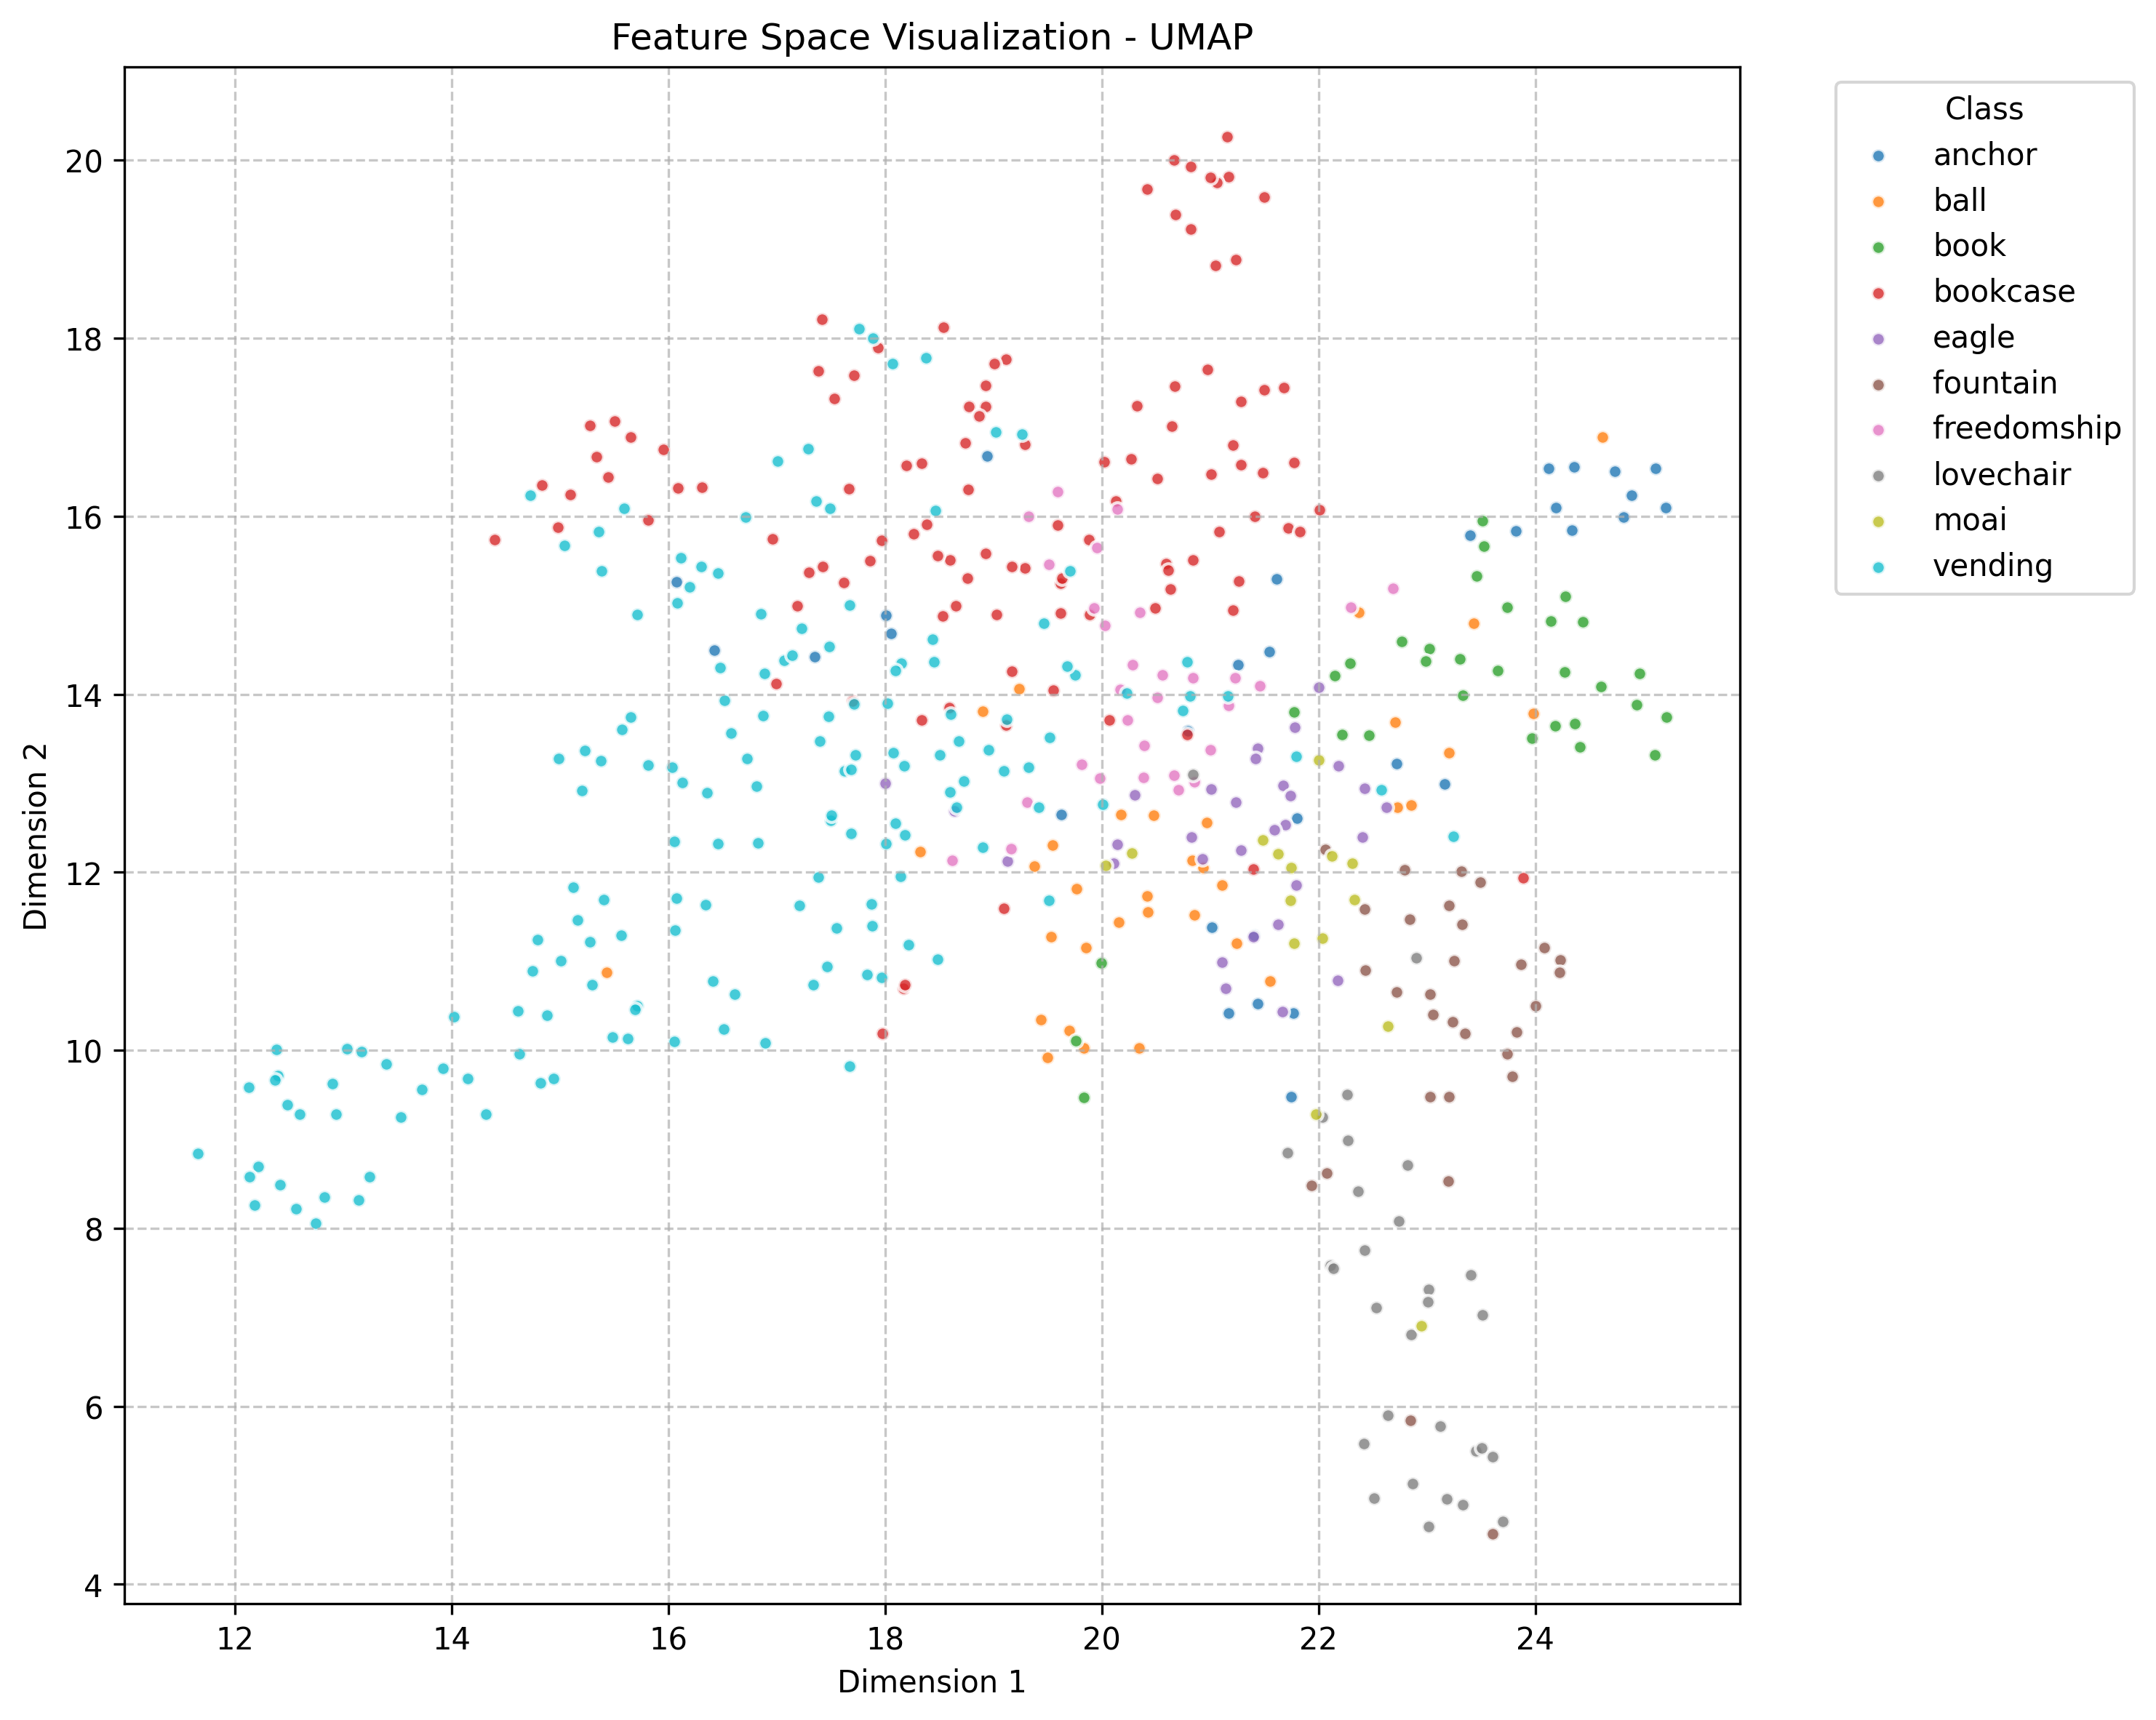 Feature Space Visualization - UMAP
Class
anchor
ball
book
bookcase
eagle
fountain
freedomship
lovechair
moai
vending
20
18
16
14
12
10
8
6
4
Dimension 2
12 14 16 18 20 22 24
Dimension 1